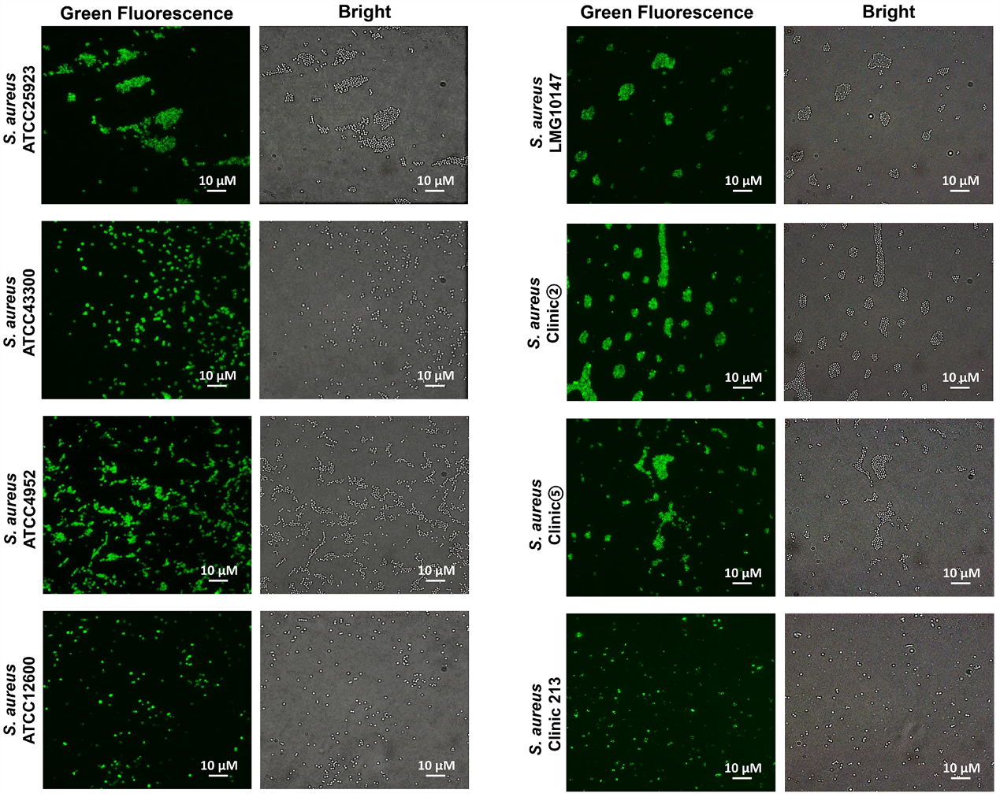 Green Fluorescence Bright
Green Fluorescence Bright
S. aureus
ATCC25923
10 μM
10 μM
S. aureus
LMG10147
10 μM
10 μM
S. aureus
ATCC43300
10 μM
10 μM
S. aureus
Clinic②
10 μM
10 μM
S. aureus
ATCC4952
10 μM
10 μM
S. aureus
Clinic⑤
10 μM
10 μM
S. aureus
ATCC12600
10 μM
10 μM
S. aureus
Clinic 213
10 μM
10 μM